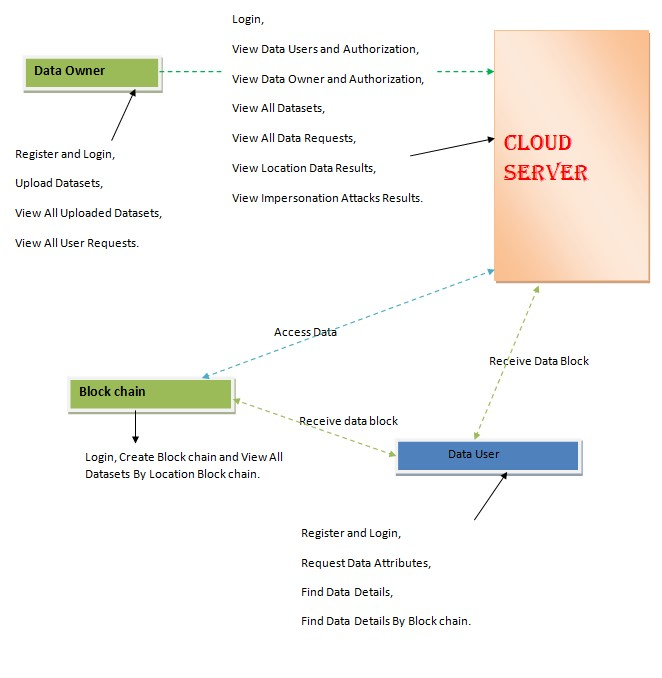 Login,
View Data Users and Authorization,
Data Owner
View Data Owner and Authorization,
View All Datasets,
View All Data Requests,
View Location Data Results,
View Impersonation Attacks Results.
CLOUD
SERVER
Register and Login,
Upload Datasets,
View All Uploaded Datasets,
View All User Requests.
Access Data
Receive Data Block
Block chain
Receive data block
Login, Create Block chain and View All
Datasets By Location Block chain.
Data User
Register and Login,
Request Data Attributes,
Find Data Details,
Find Data Details By Block chain.